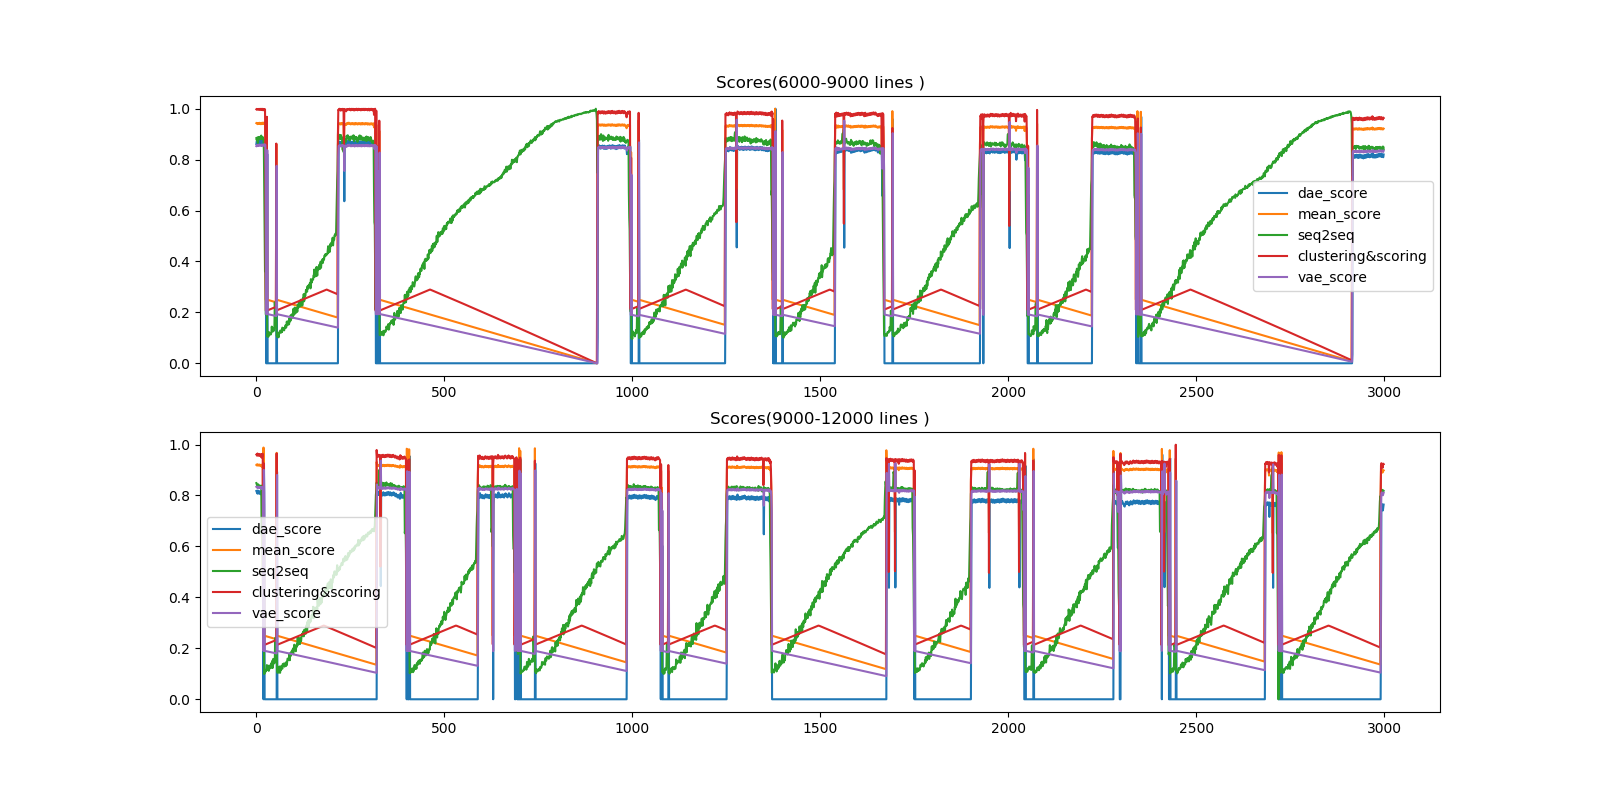 Scores(6000-9000 lines )
1.0
0.8
0.6
0.4
0.2
0.0
dae_score
mean_score
seq2seq
clustering&scoring
vae_score
0 500 1000 1500 2000 2500 3000
Scores(9000-12000 lines )
1.0
0.8
0.6
0.4
0.2
0.0
dae_score
mean_score
seq2seq
clustering&scoring
vae_score
0 500 1000 1500 2000 2500 3000